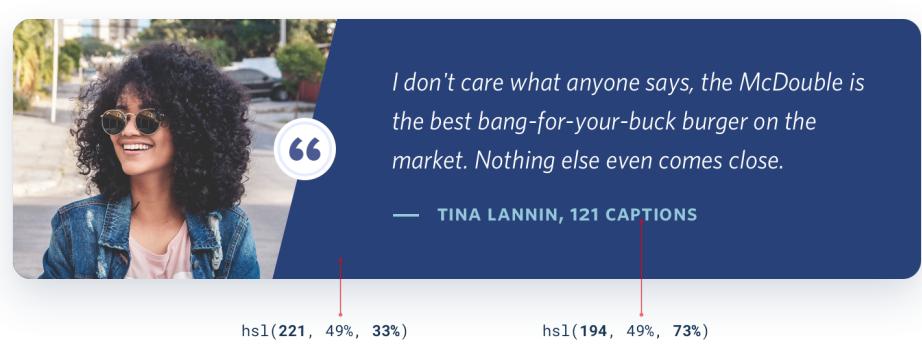 “
I don't care what anyone says, the McDouble is
the best bang-for-your-buck burger on the
market. Nothing else even comes close.
— TINA LANNIN, 121 CAPTIONS
hsl(221, 49%, 33%)
hsl(194, 49%, 73%)